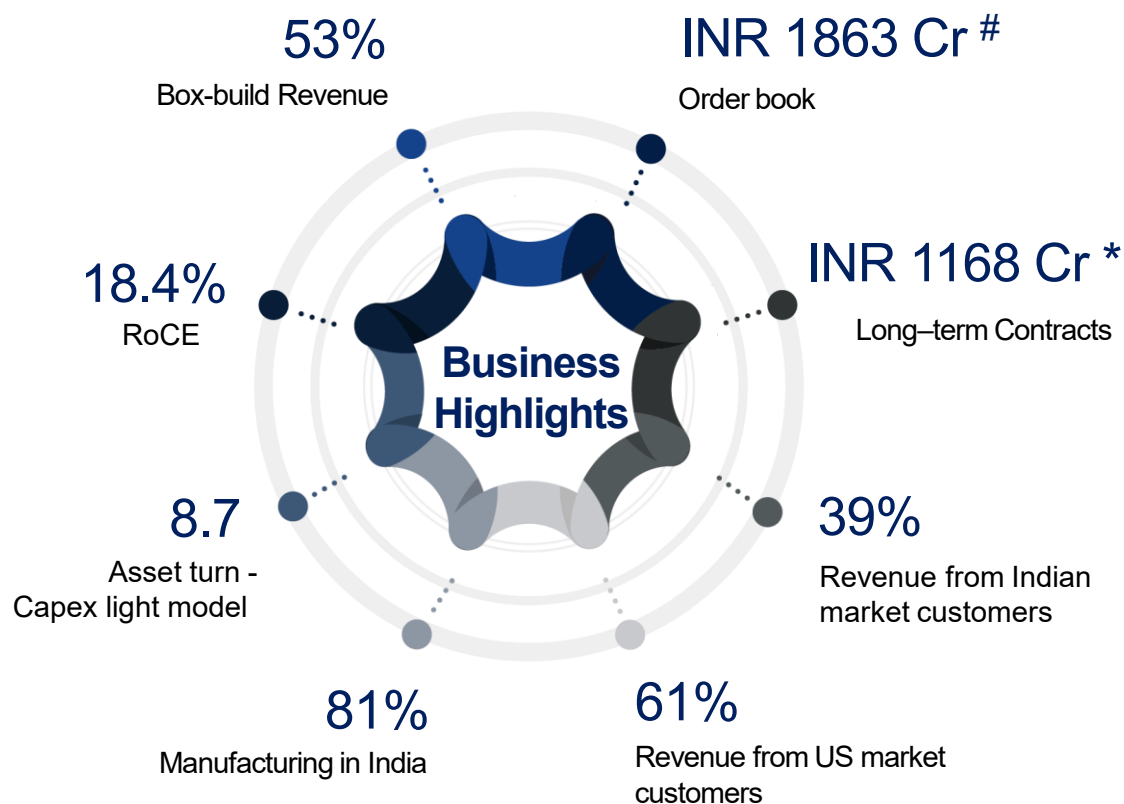 53%
Box-build Revenue
INR 1863 Cr #
Order book
18.4%
RoCE
INR 1168 Cr *
Long–term Contracts
Business
Highlights
8.7
Asset turn -
Capex light model
39%
Revenue from Indian
market customers
81%
Manufacturing in India
61%
Revenue from US market
customers